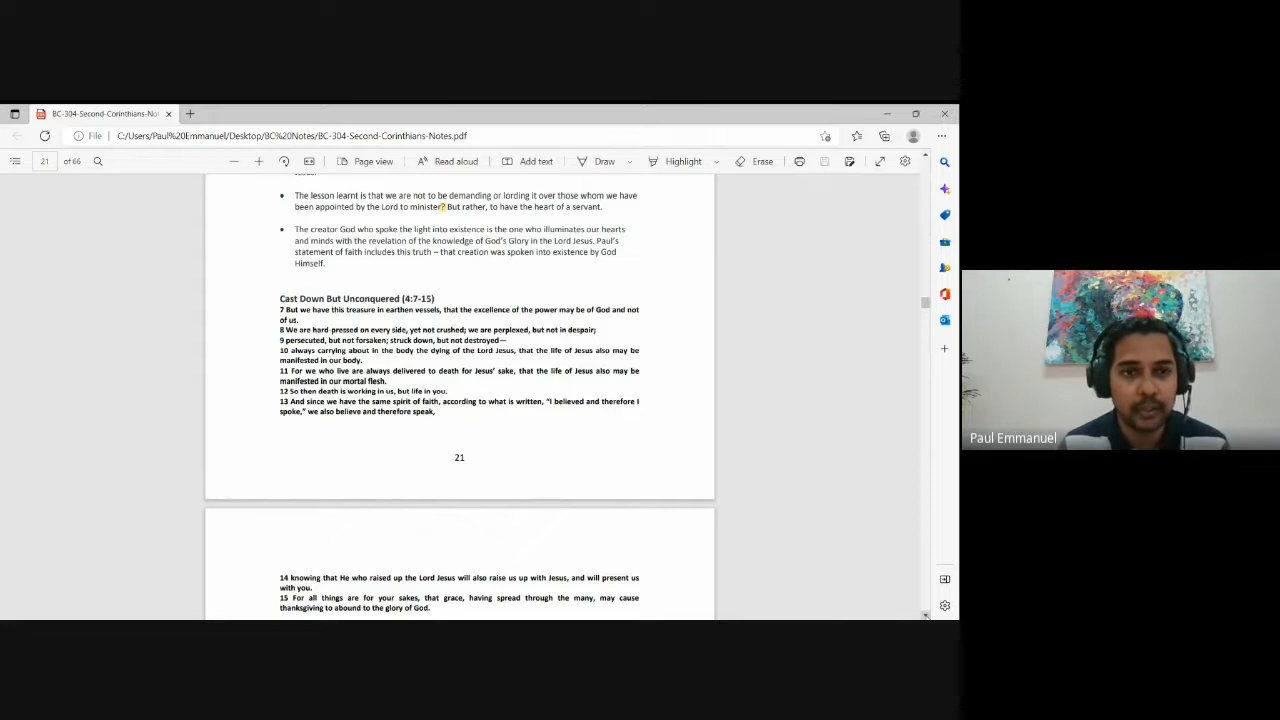 BC-304-Second-Corinthians-No
File
C:/Users/Paul%20Emmanuel/Desktop/BC%20Notes/BC-304-Second-Corinthians-Notes.pdf
21 of 66
Page view
Read aloud
Add text
Draw
Highlight
Erase
• The lesson learnt is that we are not to be demanding or lording it over those whom we have
been appointed by the Lord to minister? But rather, to have the heart of a servant.
• The creator God who spoke the light into existence is the one who illuminates our hearts
and minds with the revelation of the knowledge of God's Glory in the Lord Jesus. Paul's
statement of faith includes this truth – that creation was spoken into existence by God
Himself.
Cast Down But Unconquered (4:7-15)
7 But we have this treasure in earthen vessels, that the excellence of the power may be of God and not
of us.
8 We are hard-pressed on every side, yet not crushed; we are perplexed, but not in despair;
9 persecuted, but not forsaken; struck down, but not destroyed—
10 always carrying about in the body the dying of the Lord Jesus, that the life of Jesus also may be
manifested in our body.
11 For we who live are always delivered to death for Jesus' sake, that the life of Jesus also may be
manifested in our mortal flesh.
12 So then death is working in us, but life in you.
13 And since we have the same spirit of faith, according to what is written, "I believed and therefore I
spoke," we also believe and therefore speak,
21
14 knowing that He who raised up the Lord Jesus will also raise us up with Jesus, and will present us
with you.
15 For all things are for your sakes, that grace, having spread through the many, may cause
thanksgiving to abound to the glory of God.
Paul Emmanuel